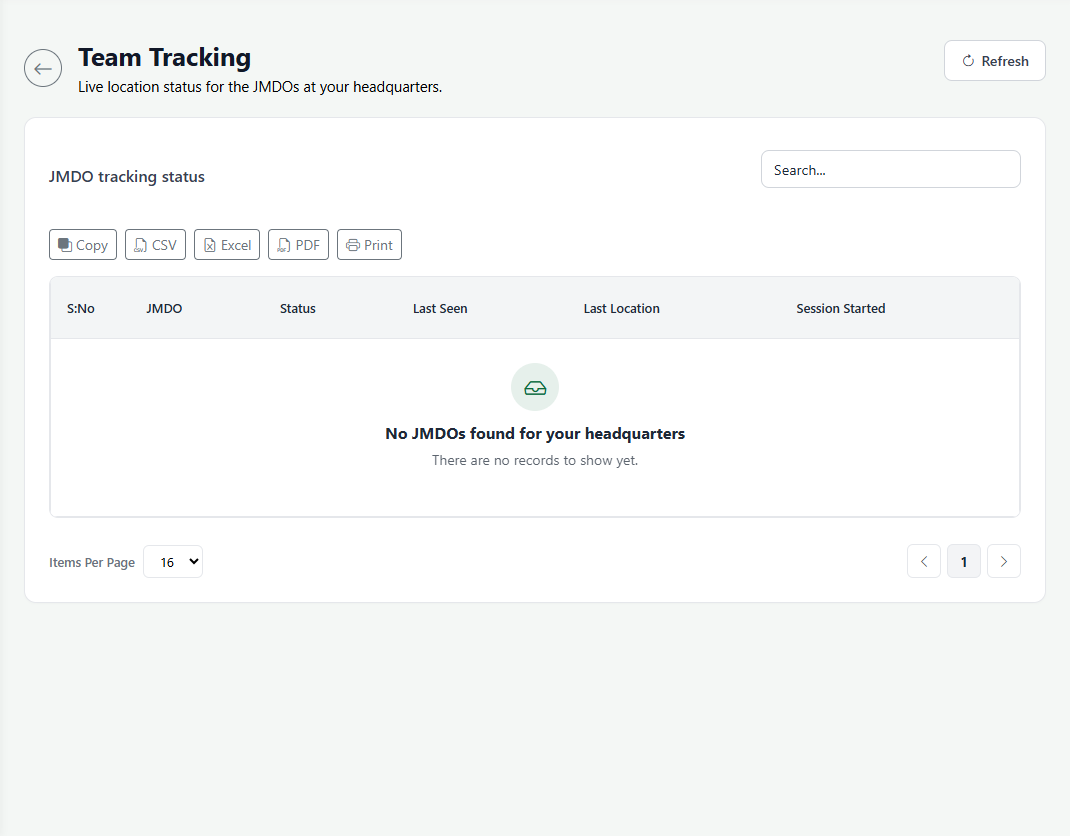 Team Tracking
Live location status for the JMDOs at your headquarters.
Refresh
JMDO tracking status
Search...
Copy CSV Excel PDF Print
S:No JMDO Status Last Seen Last Location Session Started
No JMDOs found for your headquarters
There are no records to show yet.
Items Per Page 16 1